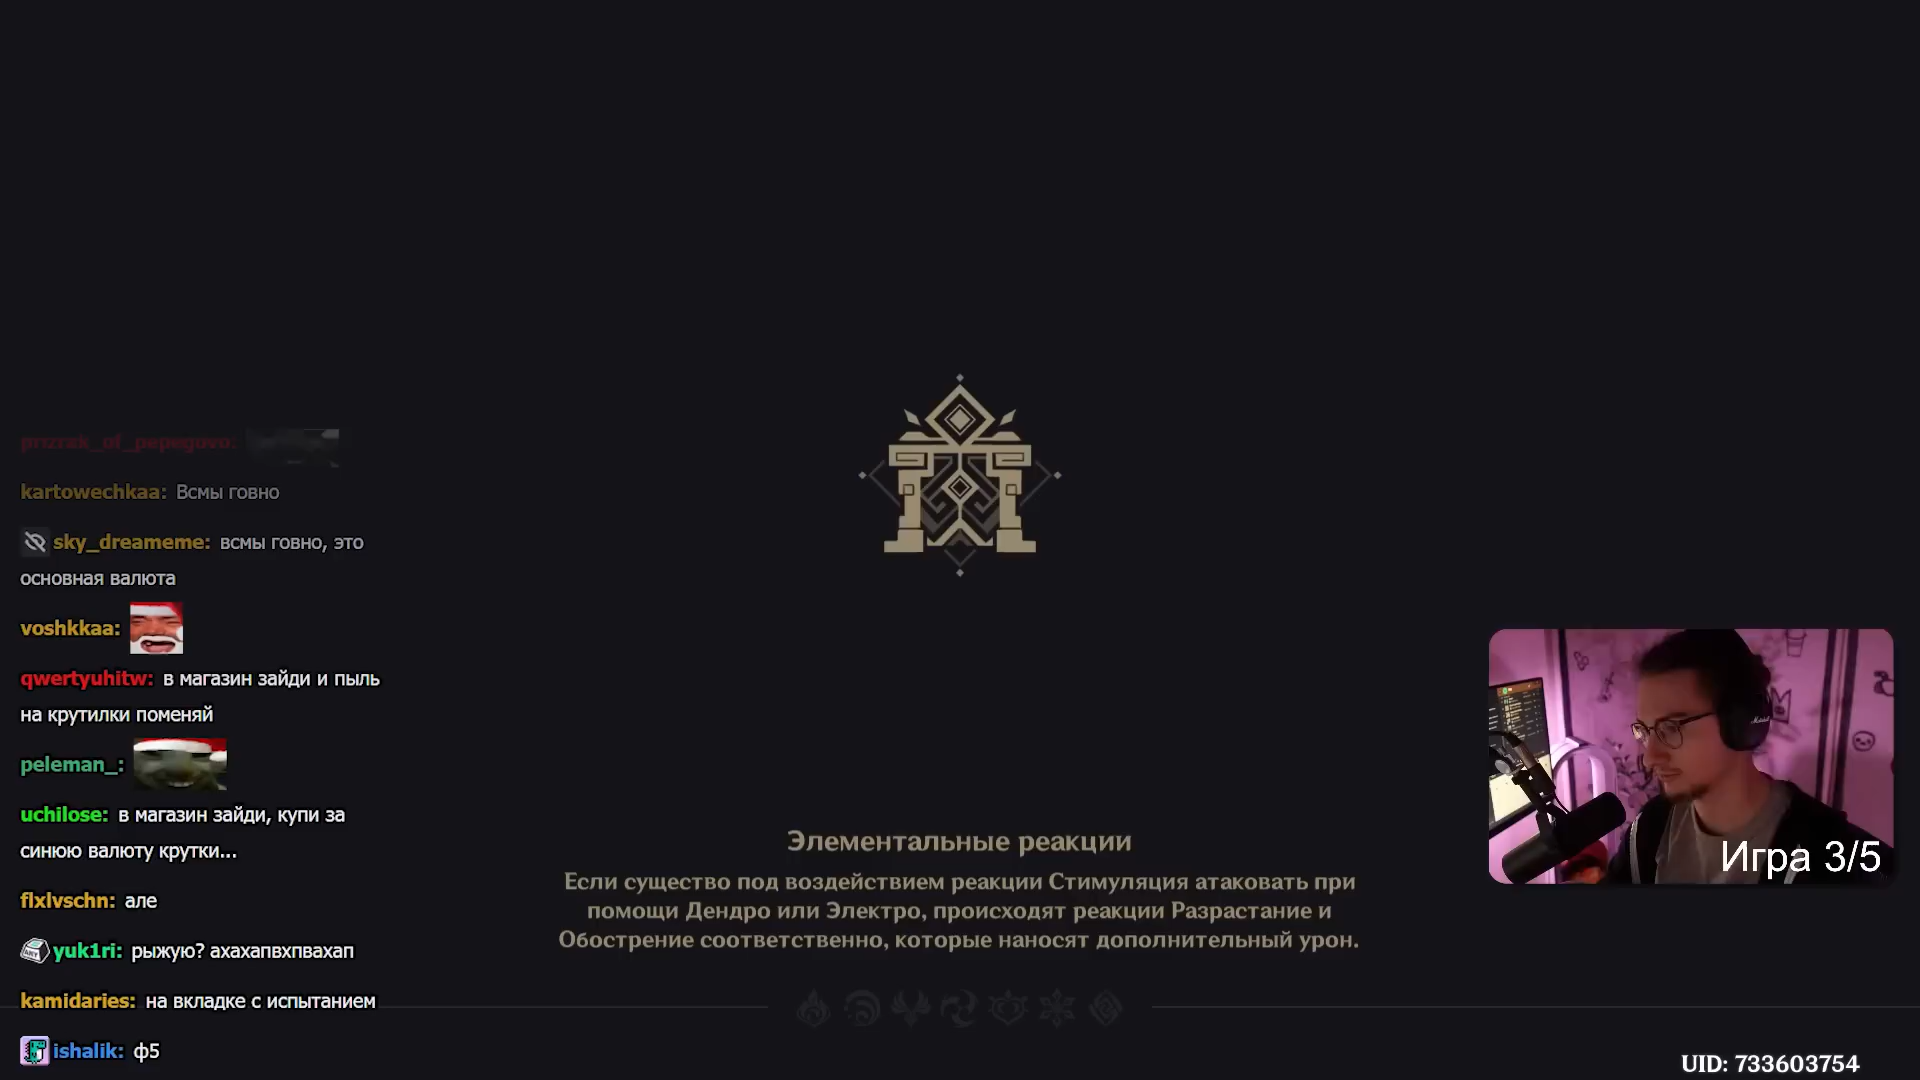 prizrak_of_pepegovo:
kartowechkaa: Всмы говно
sky_dreameme: всмы говно, это
основная валюта
voshkkaa:
qwertyuhitw: в магазин зайди и пыль
на крутилки поменяй
peleman_:
uchilose: в магазин зайди, купи за
синюю валюту крутки...
flxlvschn: але
yuk1ri: рыжую? ахахапвхпвахап
kamidaries: на вкладке с испытанием
ishalik: ф5
Элементальные реакции
Если существо под воздействием реакции Стимуляция атаковать при
помощи Дендро или Электро, происходят реакции Разрастание и
Обострение соответственно, которые наносят дополнительный урон.
Marshall
Игра 3/5
UID: 733603754